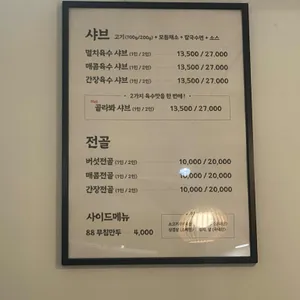 샤브 고기(100g/200g) + 모듬채소 + 칼국수면 + 소스
멸치육수 샤브 (1인 / 2인) 13,500 / 27,000
매콤육수 샤브 (1인 / 2인) 13,500 / 27,000
간장육수 샤브 (1인 / 2인) 13,500 / 27,000
2가지 육수맛을 한 번에!
골라봐 샤브 (1인 / 2인) 13,500 / 27,000
전골
버섯전골 (1인 / 2인) 10,000 / 20,000
매콤전골 (1인 / 2인) 10,000 / 20,000
간장전골 (1인 / 2인) 10,000 / 20,000
사이드메뉴
88 부침만두 4,000